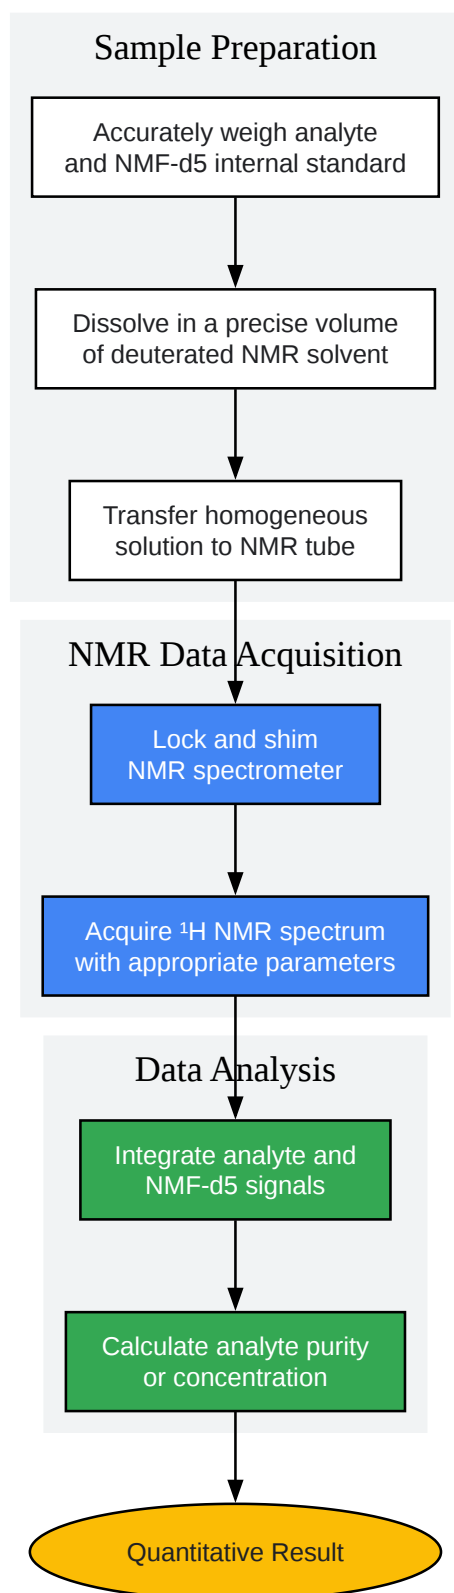 Sample Preparation
Accurately weigh analyte
and NMF-d5 internal standard
Dissolve in a precise volume
of deuterated NMR solvent
Transfer homogeneous
solution to NMR tube
NMR Data Acquisition
Lock and shim
NMR spectrometer
Acquire ¹H NMR spectrum
with appropriate parameters
Data Analysis
Integrate analyte and
NMF-d5 signals
Calculate analyte purity
or concentration
Quantitative Result